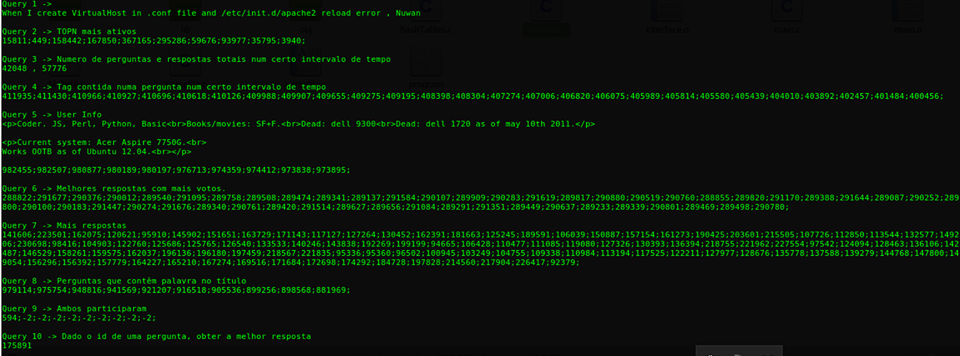 Query 1 ->
When I create VirtualHost in .conf file and /etc/init.d/apache2 reload error , Nuwan
Query 2 -> TOPN mais ativos
15811;449;158442;167850;367165;295286;59676;93977;35795;3940;
Query 3 -> Numero de perguntas e respostas totais num certo intervalo de tempo
42048 , 57776
Query 4 -> Tag contida numa pergunta num certo intervalo de tempo
411935;411430;410966;410927;410696;410618;410126;409988;409907;409655;409275;409195;408398;408304;407274;407006;406820;406075;405989;405814;405580;405439;404010;403892;402457;401484;400456;
Query 5 -> User Info
<p>Coder. JS, Perl, Python, Basic<br>Books/movies: SF+F.<br>Dead: dell 9300<br>Dead: dell 1720 as of may 10th 2011.</p>
<p>Current system: Acer Aspire 7750G.<br>
Works OOTB as of Ubuntu 12.04.<br></p>
982455;982507;980877;980189;980197;976713;974359;974412;973838;973895;
Query 6 -> Melhores respostas com mais votos.
288822;291677;290376;290012;289540;291095;289758;289508;289474;289341;289137;291584;290107;289909;290283;291619;289817;290880;290519;290760;288855;289820;291170;289388;291644;289087;290252;289
800;290100;290183;291447;290274;291676;289340;290761;289420;291514;289627;289656;291084;289291;291351;289449;290637;289233;289339;290801;289469;289498;290780;
Query 7 -> Mais respostas
141606;223501;162075;120621;95910;145902;151651;163729;171143;117127;127264;130452;162391;181663;125245;189591;106039;150887;157154;161273;190425;203601;215505;107726;112850;113544;132577;1492
06;230698;98416;104903;122760;125686;125765;126540;133533;140246;143838;192269;199199;94665;106428;110477;111085;119080;127326;130393;136394;218755;221962;227554;97542;124094;128463;136106;142
487;146529;158261;159575;162037;196136;196180;197459;218567;221835;95336;95360;96502;100945;103249;104755;109338;110984;113194;117525;122211;127977;128676;135778;137588;139279;144768;147800;14
9054;156296;156392;157779;164227;165210;167274;169516;171684;172698;174292;184728;197828;214560;217904;226417;92379;
Query 8 -> Perguntas que contêm palavra no título
979114;975754;948816;941569;921207;916518;905536;899256;898568;881969;
Query 9 -> Ambos participaram
594;-2;-2;-2;-2;-2;-2;-2;-2;-2;
Query 10 -> Dado o id de uma pergunta, obter a melhor resposta
175891